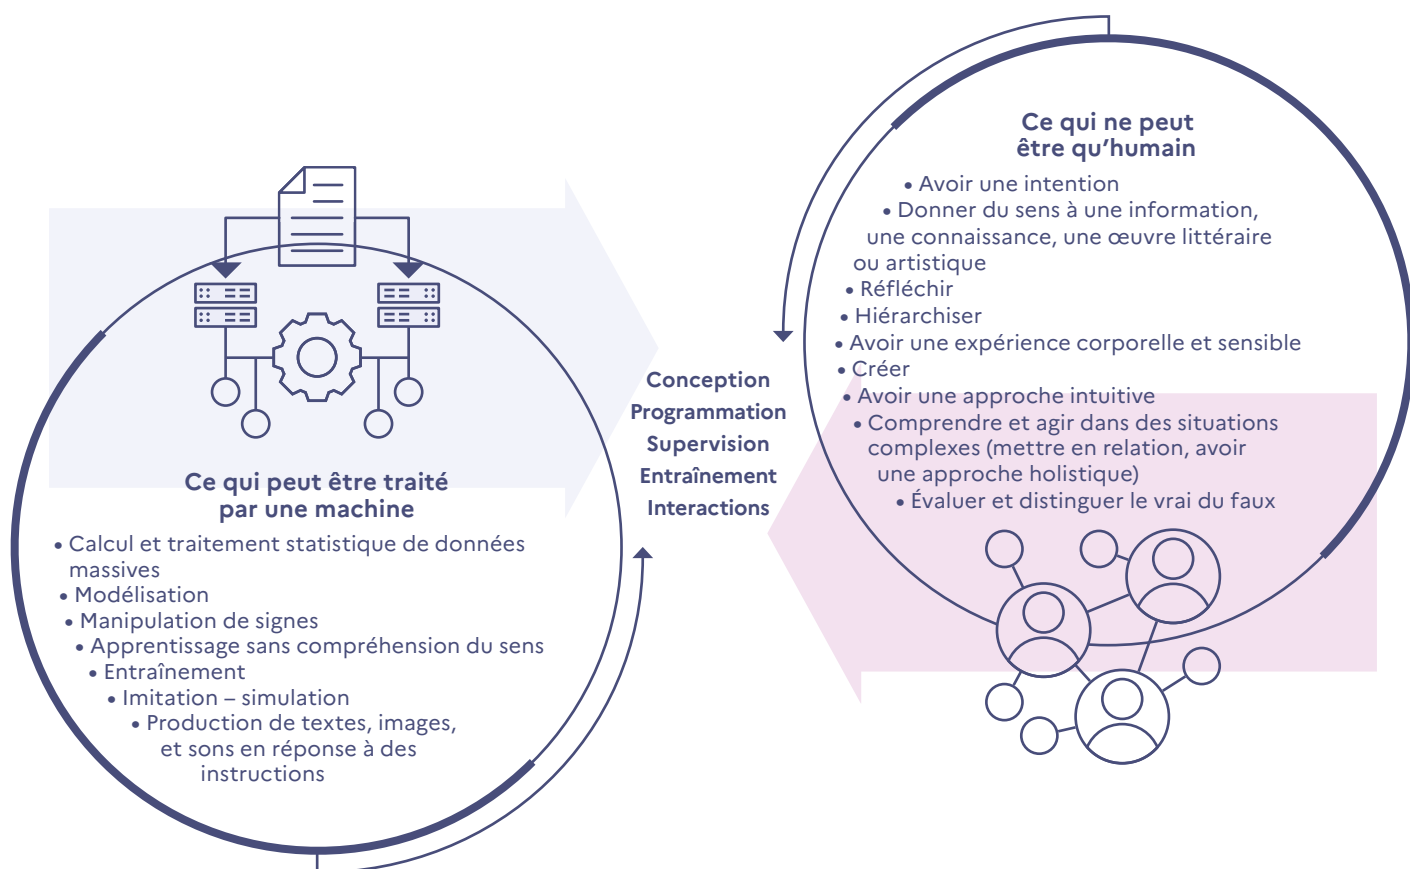 Ce qui peut être traité
par une machine
• Calcul et traitement statistique de données
massives
• Modélisation
• Manipulation de signes
• Apprentissage sans compréhension du sens
• Entraînement
• Imitation – simulation
• Production de textes, images,
et sons en réponse à des
instructions
Conception
Programmation
Supervision
Entraînement
Interactions
Ce qui ne peut
être qu’humain
• Avoir une intention
• Donner du sens à une information,
une connaissance, une œuvre littéraire
ou artistique
• Réfléchir
• Hiérarchiser
• Avoir une expérience corporelle et sensible
• Créer
• Avoir une approche intuitive
• Comprendre et agir dans des situations
complexes (mettre en relation, avoir
une approche holistique)
• Évaluer et distinguer le vrai du faux